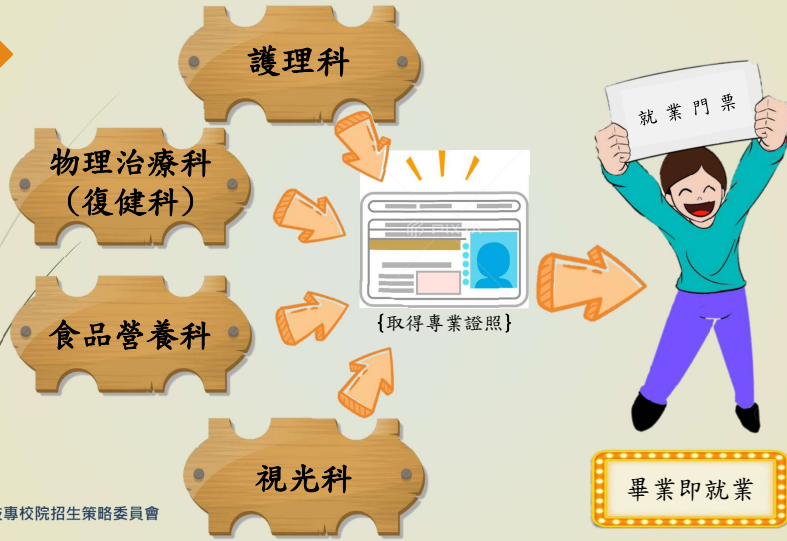 護理科
物理治療科
(復健科)
食品營養科
視光科
{取得專業證照}
就業門票
畢業即就業
專校院招生策略委員會